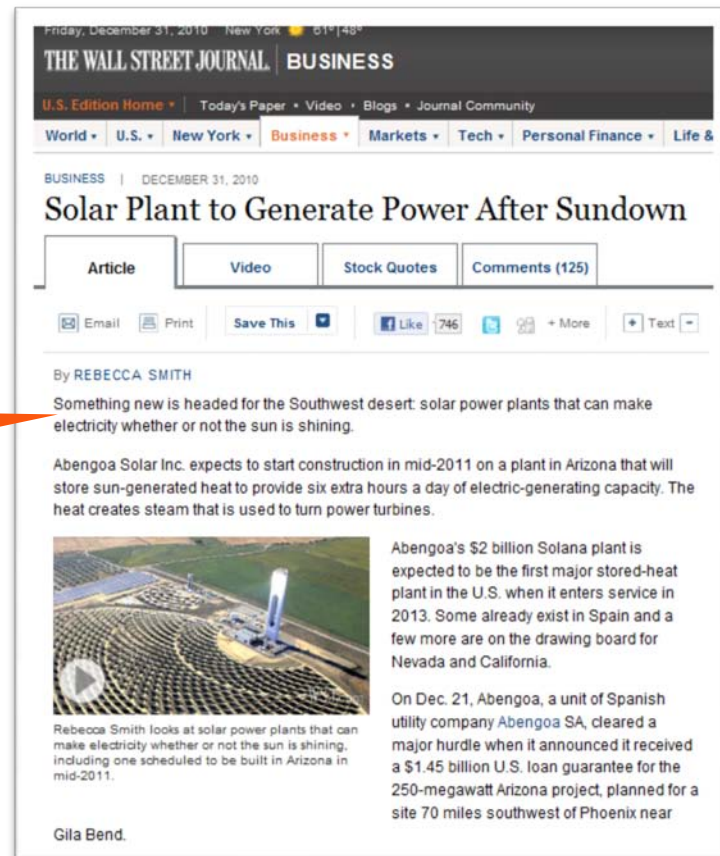 Friday, December 31, 2010 New York 61°|48°
THE WALL STREET JOURNAL. BUSINESS
U.S. Edition Home Today's Paper • Video • Blogs • Journal Community
World U.S. New York Business Markets Tech Personal Finance Life &
BUSINESS | DECEMBER 31, 2010
Solar Plant to Generate Power After Sundown
Article Video Stock Quotes Comments (125)
Email Print Save This Like 746 + More + Text -
By REBECCA SMITH
Something new is headed for the Southwest desert: solar power plants that can make
electricity whether or not the sun is shining.
Abengoa Solar Inc. expects to start construction in mid-2011 on a plant in Arizona that will
store sun-generated heat to provide six extra hours a day of electric-generating capacity. The
heat creates steam that is used to turn power turbines.
Abengoa's $2 billion Solana plant is
expected to be the first major stored-heat
plant in the U.S. when it enters service in
2013. Some already exist in Spain and a
few more are on the drawing board for
Nevada and California.
On Dec. 21, Abengoa, a unit of Spanish
utility company Abengoa SA, cleared a
major hurdle when it announced it received
a $1.45 billion U.S. loan guarantee for the
250-megawatt Arizona project, planned for a
site 70 miles southwest of Phoenix near
Gila Bend.
Rebecca Smith looks at solar power plants that can
make electricity whether or not the sun is shining,
including one scheduled to be built in Arizona in
mid-2011.